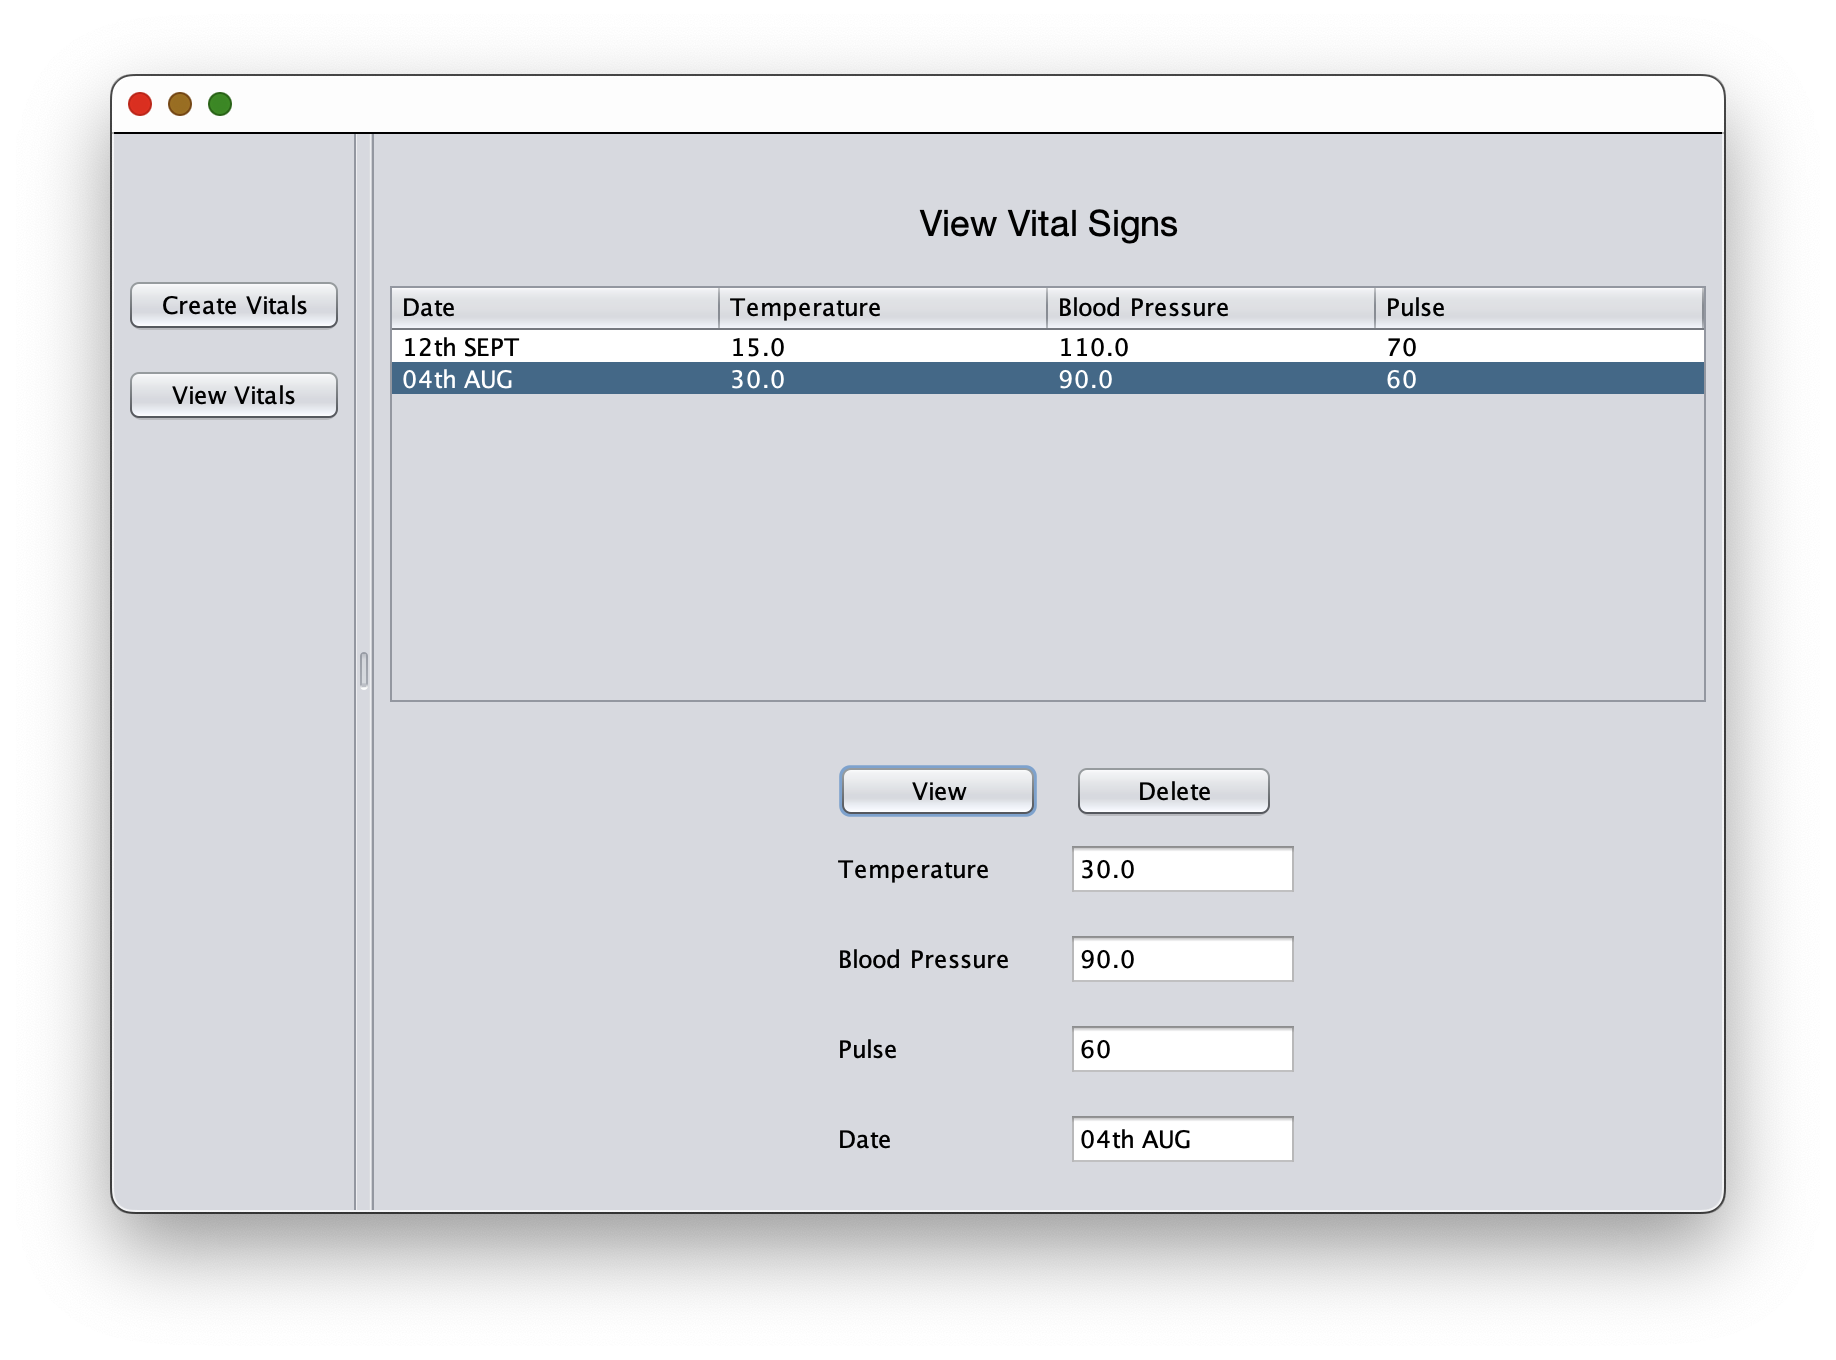 View Vital Signs
Create Vitals
View Vitals
Date Temperature Blood Pressure Pulse
12th SEPT 15.0 110.0 70
04th AUG 30.0 90.0 60
View Delete
Temperature 30.0
Blood Pressure 90.0
Pulse 60
Date 04th AUG